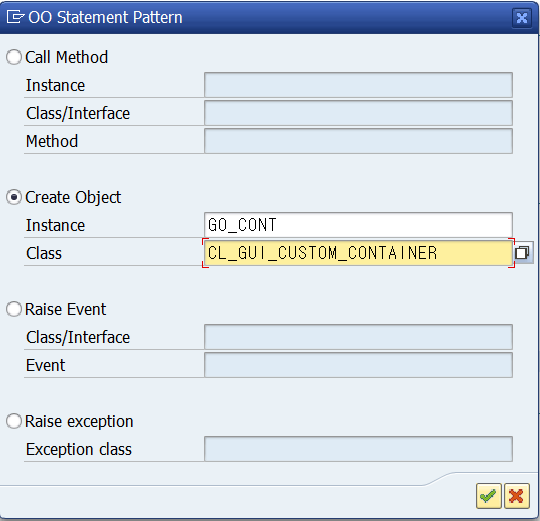 OO Statement Pattern
Call Method
Instance
Class/Interface
Method
Create Object
Instance GO_CONT
Class CL_GUI_CUSTOM_CONTAINER
Raise Event
Class/Interface
Event
Raise exception
Exception class